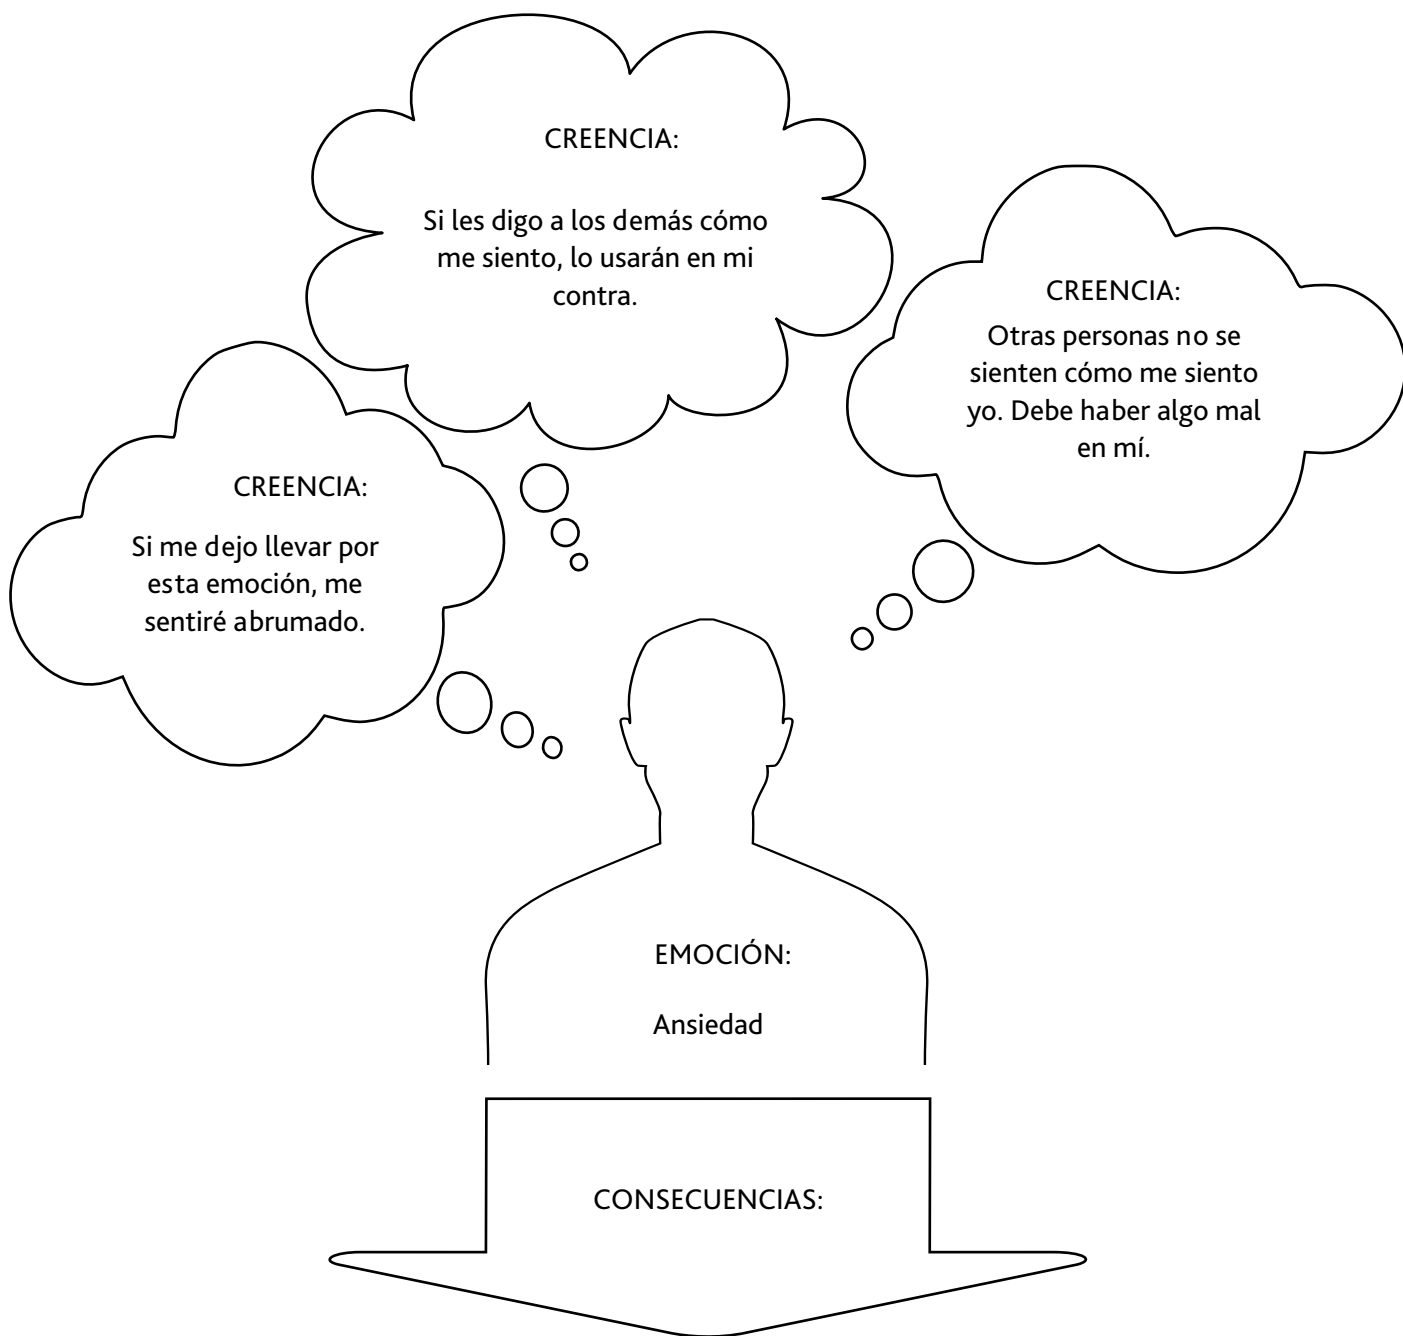 CREENCIA:
Si les digo a los demás cómo
me siento, lo usarán en mi
contra.
CREENCIA:
Otras personas no se
sienten cómo me siento
yo. Debe haber algo mal
en mí.
CREENCIA:
Si me dejo llevar por
esta emoción, me
sentiré abrumado.
EMOCIÓN:
Ansiedad
CONSECUENCIAS: